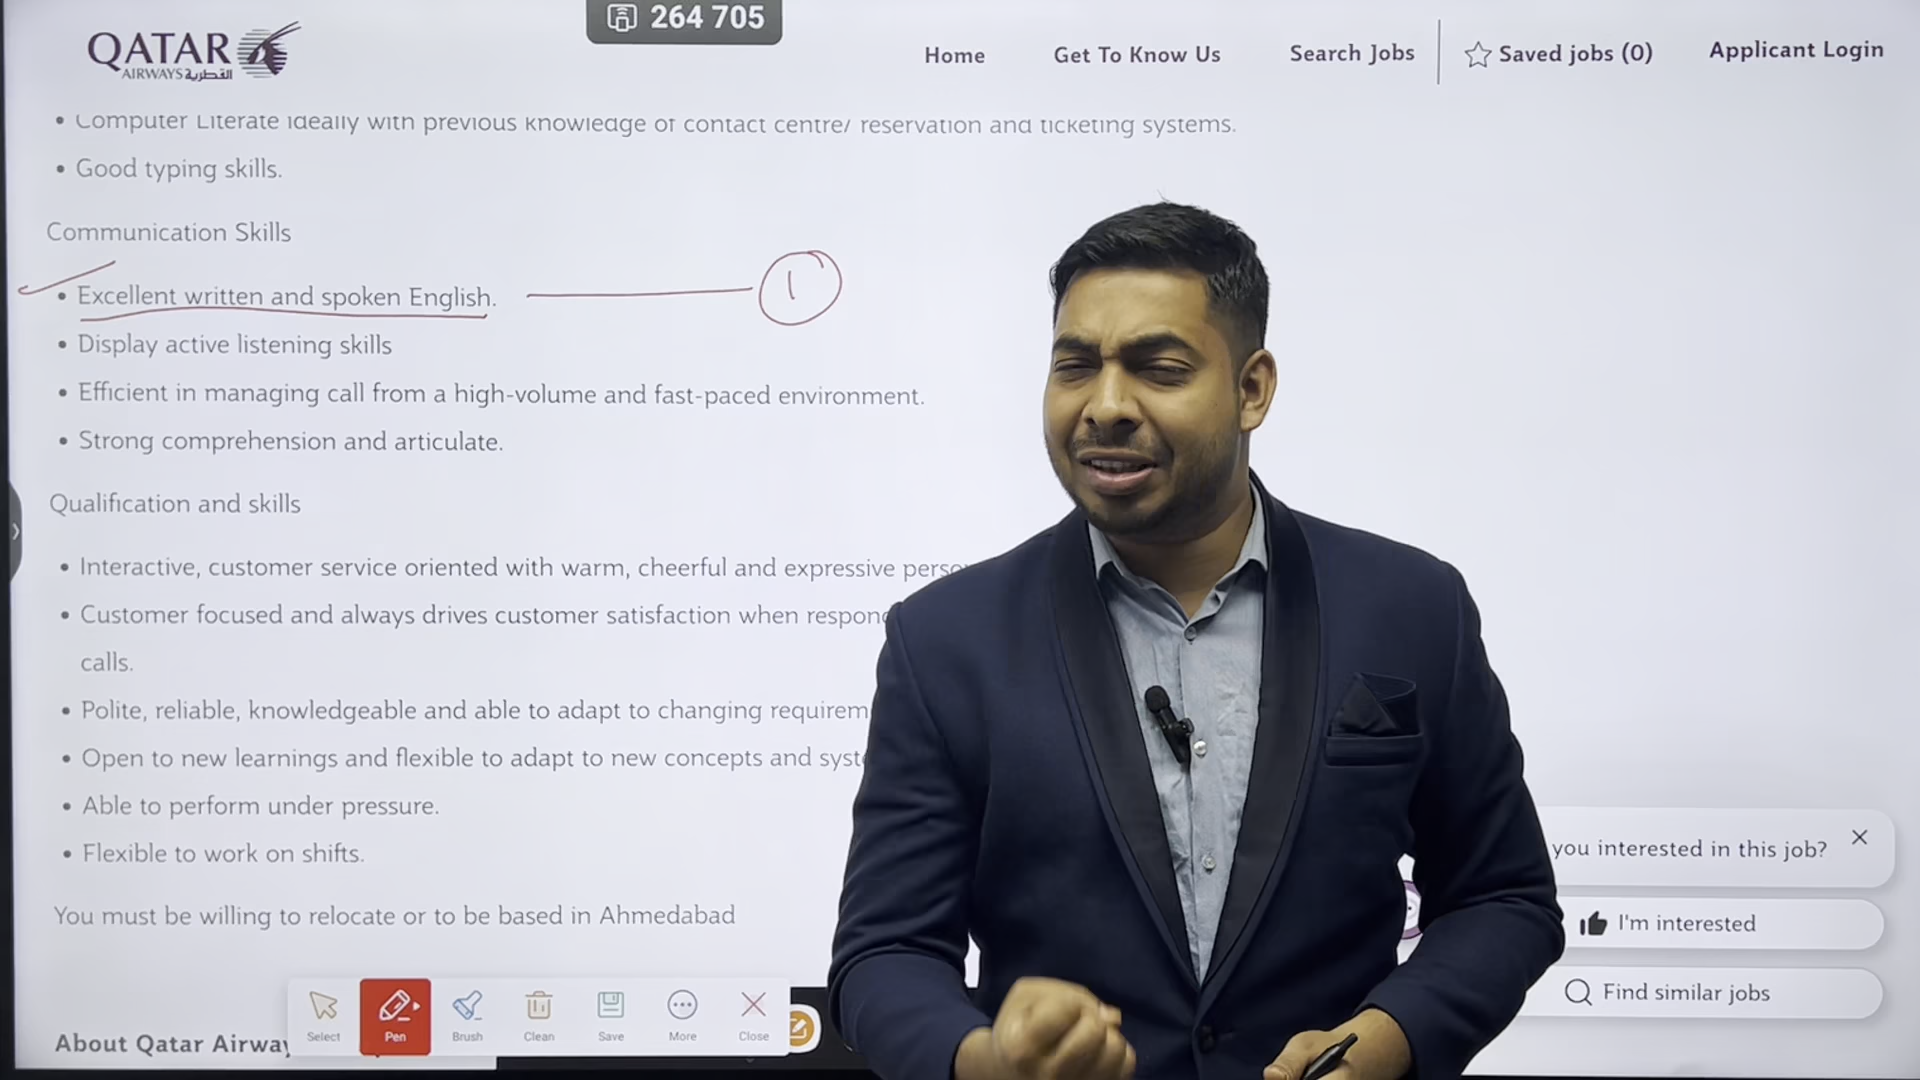 264 705
QATAR
AIRWAYS القطرية
Home
Get To Know Us
Search Jobs
Saved jobs (0)
Applicant Login
• Computer Literate ideally with previous knowledge of contact centre/ reservation and ticketing systems.
• Good typing skills.
Communication Skills
• Excellent written and spoken English.
1
• Display active listening skills
• Efficient in managing call from a high-volume and fast-paced environment.
• Strong comprehension and articulate.
Qualification and skills
• Interactive, customer service oriented with warm, cheerful and expressive
• Customer focused and always drives customer satisfaction when
calls.
• Polite, reliable, knowledgeable and able to adapt to changing
• Open to new learnings and flexible to adapt to new concepts and
• Able to perform under pressure.
• Flexible to work on shifts.
You must be willing to relocate or to be based in Ahmedabad
you interested in this job?
I'm interested
Find similar jobs
Select
Pen
Brush
Clean
Save
More
Close
About Qatar